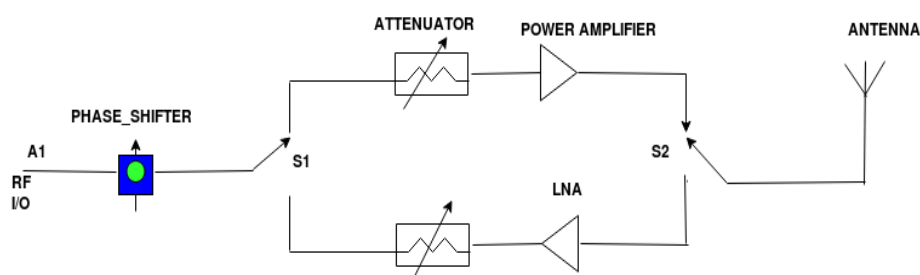 ATTENUATOR
POWER AMPLIFIER
ANTENNA
PHASE_SHIFTER
A1
RF
I/O
S1
S2
LNA